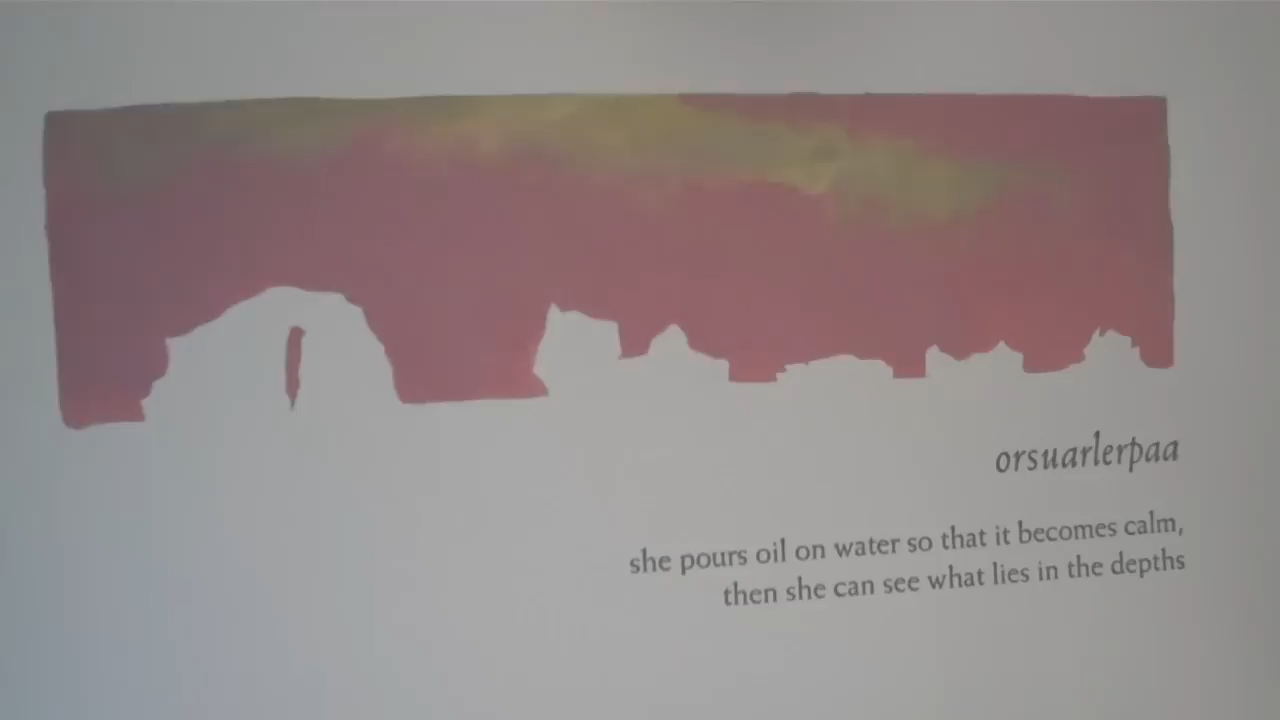 orsuarlerpaa
she pours oil on water so that it becomes calm,
then she can see what lies in the depths